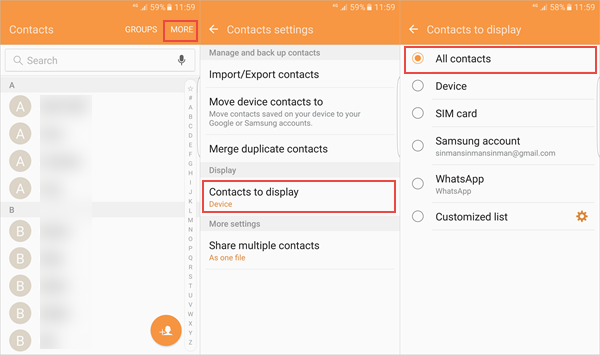 4G 59% 11:59
Contacts
GROUPS
MORE
Search
A
A
A
A
A
B
B
B
B
B
B
☆
#
A
B
C
D
E
F
G
H
I
J
K
L
M
N
O
P
Q
R
S
T
U
V
W
X
Y
Z
4G 59% 11:59
Contacts settings
Manage and back up contacts
Import/Export contacts
Move device contacts to
Move contacts saved on your device to your
Google or Samsung accounts.
Merge duplicate contacts
Display
Contacts to display
Device
More settings
Share multiple contacts
As one file
4G 58% 11:59
Contacts to display
All contacts
Device
SIM card
Samsung account
sinmansinmansinman@gmail.com
WhatsApp
WhatsApp
Customized list